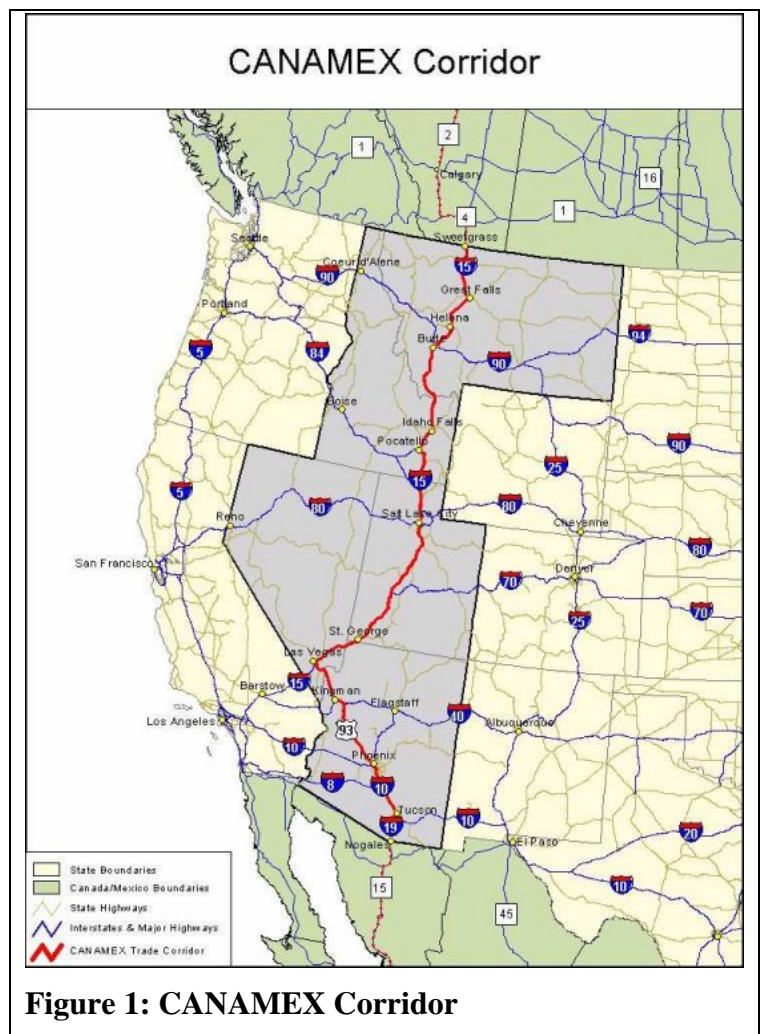 CANAMEX Corridor
2
1
Calgary
16
4
1
Sweetgrass
Seattle
15
Coeur d'Alene
90
Great Falls
Portland
Helena
94
Butte
5
84
90
Boise
Idaho Falls
90
Pocatello
25
15
5
80
Salt Lake City
80
Reno
Cheyenne
80
San Francisco
Denver
70
70
25
St. George
Las Vegas
15
Barstow
Kingman
Flagstaff
40
Los Angeles
93
Albuquerque
10
Phoenix
8
10
Tucson
19
10
20
Nogales
El Paso
10
15
45
State Boundaries
Canada/Mexico Boundaries
State Highways
Interstates & Major Highways
CANAMEX Trade Corridor
Figure 1: CANAMEX Corridor